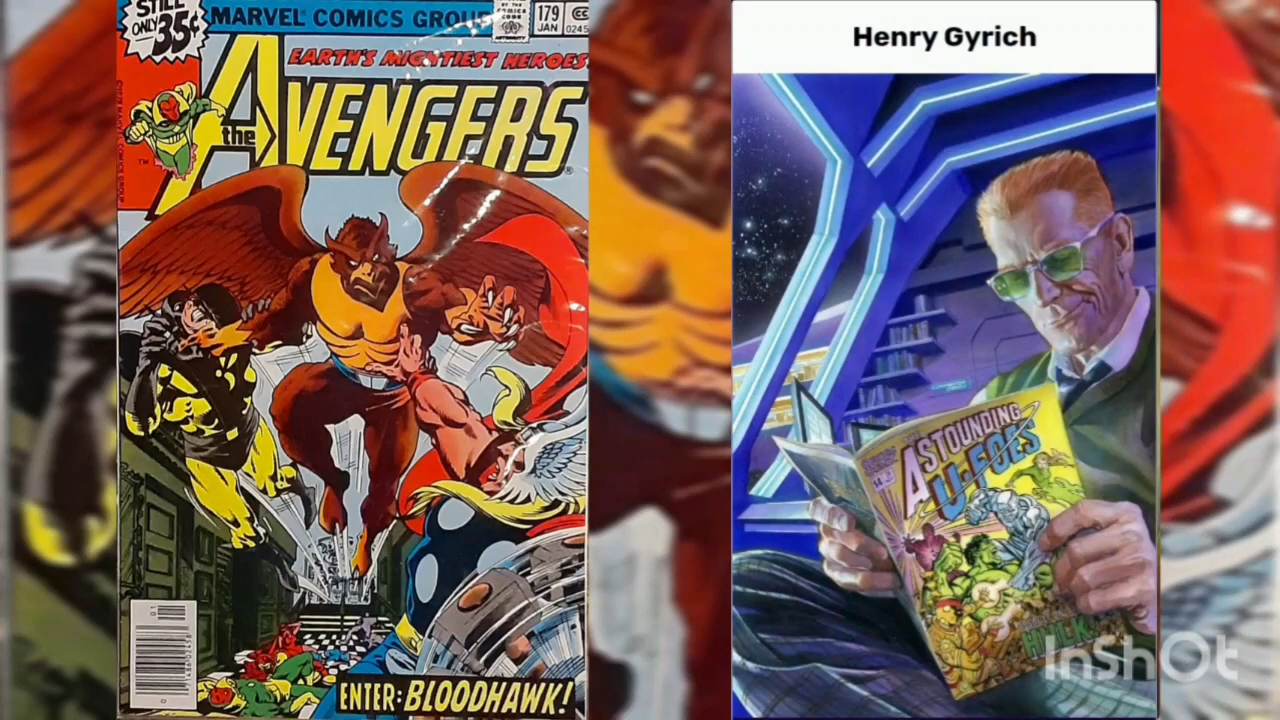 STILL
ONLY 35¢
MARVEL COMICS GROUP
179
JAN
EARTH'S MIGHTIEST HEROES
the AVENGERS
ENTER: BLOODHAWK!
Henry Gyrich
ASTOUNDING
U-FOES
HULK
InShOt